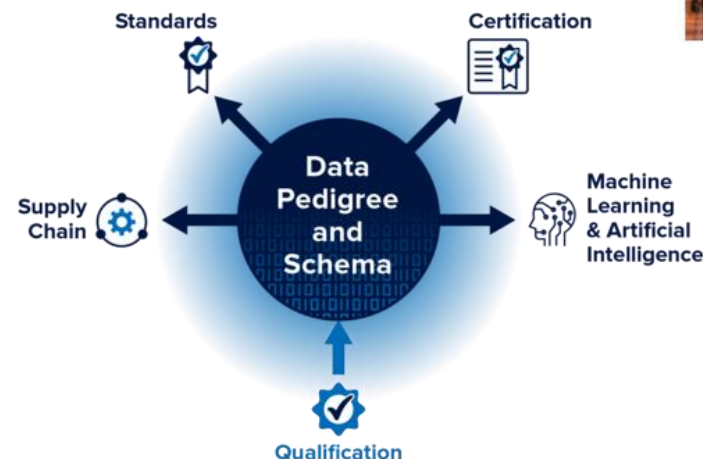 Standards
Certification
Data
Pedigree
and
Schema
Supply
Chain
Machine
Learning
& Artificial
Intelligence
Qualification